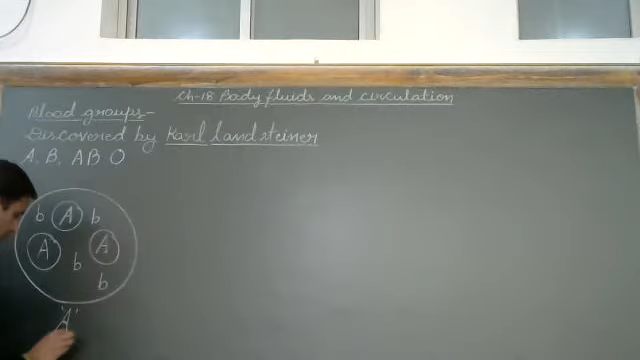 Ch-18 Body fluids and circulation
Blood groups-
Discovered by Karl landsteiner
A, B, AB O
b A b
A A
b
b
'A'